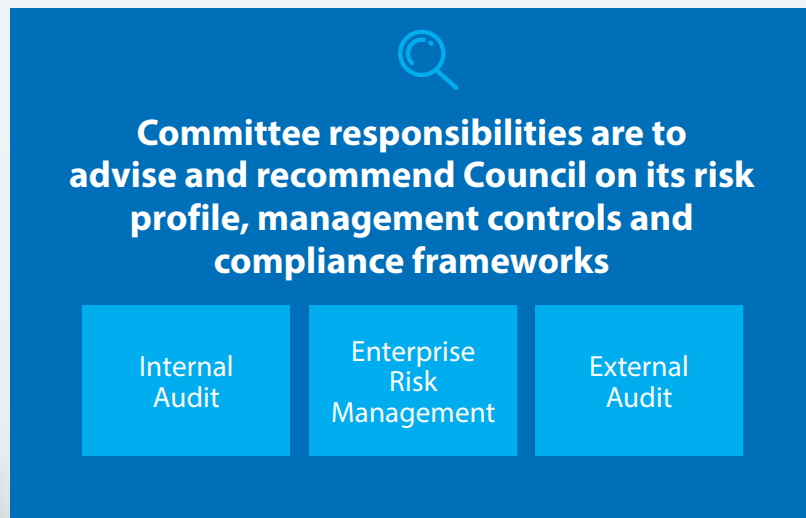 Committee responsibilities are to
advise and recommend Council on its risk
profile, management controls and
compliance frameworks
Internal
Audit
Enterprise
Risk
Management
External
Audit